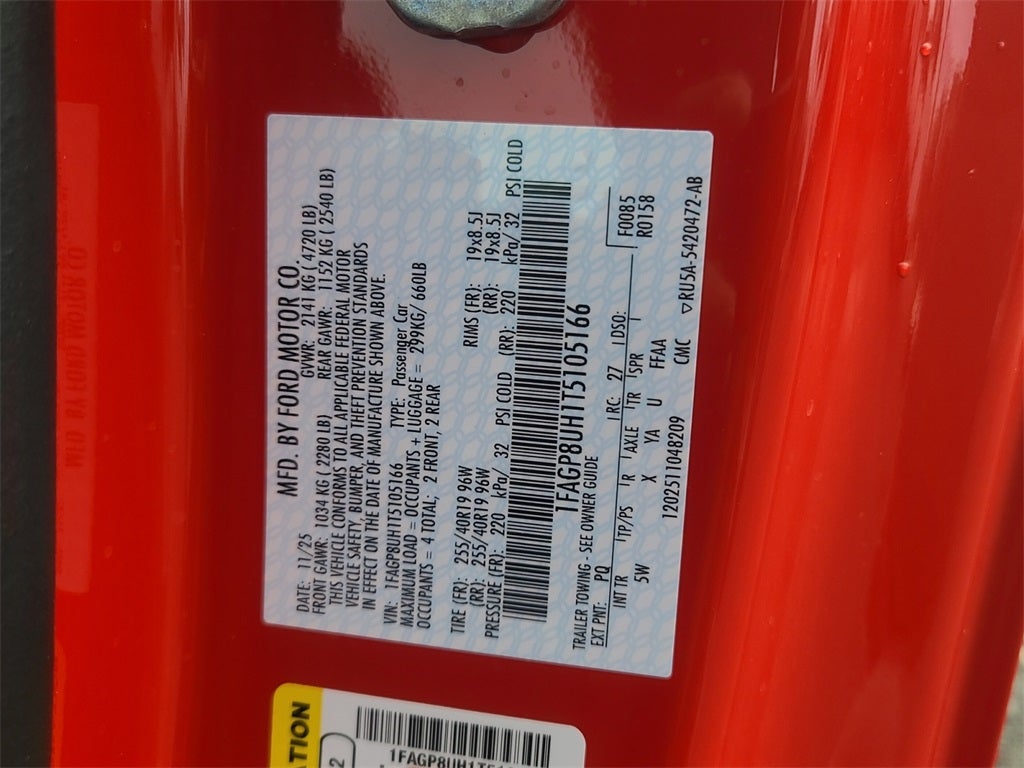 MFD. BY FORD MOTOR CO.
DATE: 11/25 GVWR: 2141 KG ( 4720 LB)
FRONT GAWR: 1034 KG ( 2280 LB) REAR GAWR: 1152 KG ( 2540 LB)
THIS VEHICLE CONFORMS TO ALL APPLICABLE FEDERAL MOTOR
VEHICLE SAFETY, BUMPER, AND THEFT PREVENTION STANDARDS
IN EFFECT ON THE DATE OF MANUFACTURE SHOWN ABOVE.
VIN: 1FAGP8UH1T5105166 TYPE: Passenger Car
MAXIMUM LOAD = OCCUPANTS + LUGGAGE = 299KG/ 660LB
OCCUPANTS = 4 TOTAL; 2 FRONT, 2 REAR
TIRE (FR): 255/40R19 96W RIMS (FR): 19x8.5J
(RR): 255/40R19 96W (RR): 19x8.5J
PRESSURE (FR): 220 kPa/ 32 PSI COLD (RR): 220 kPa/ 32 PSI COLD
1FAGP8UH1T5105166
TRAILER TOWING - SEE OWNER GUIDE
EXT PNT: PQ RC: 27 DSO: F0085
R0158
INT TR TP/PS R AXLE TR SPR
5W X YA U FFAA
1202511048209 CMC ▽RU5A-5420472-AB
ATION
2